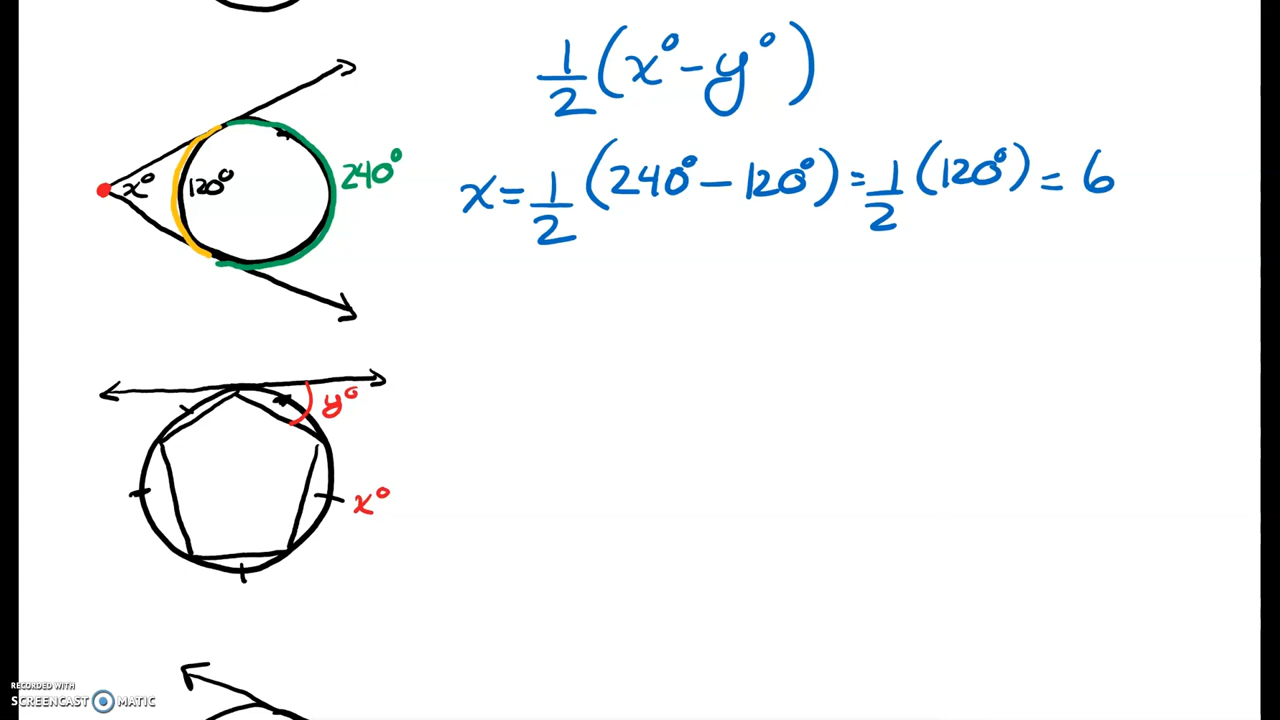 1/2 (x° - y°)
x° 120° 240°
x = 1/2 (240° - 120°) = 1/2 (120°) = 6
y°
x°
RECORDED WITH
SCREENCAST MATIC